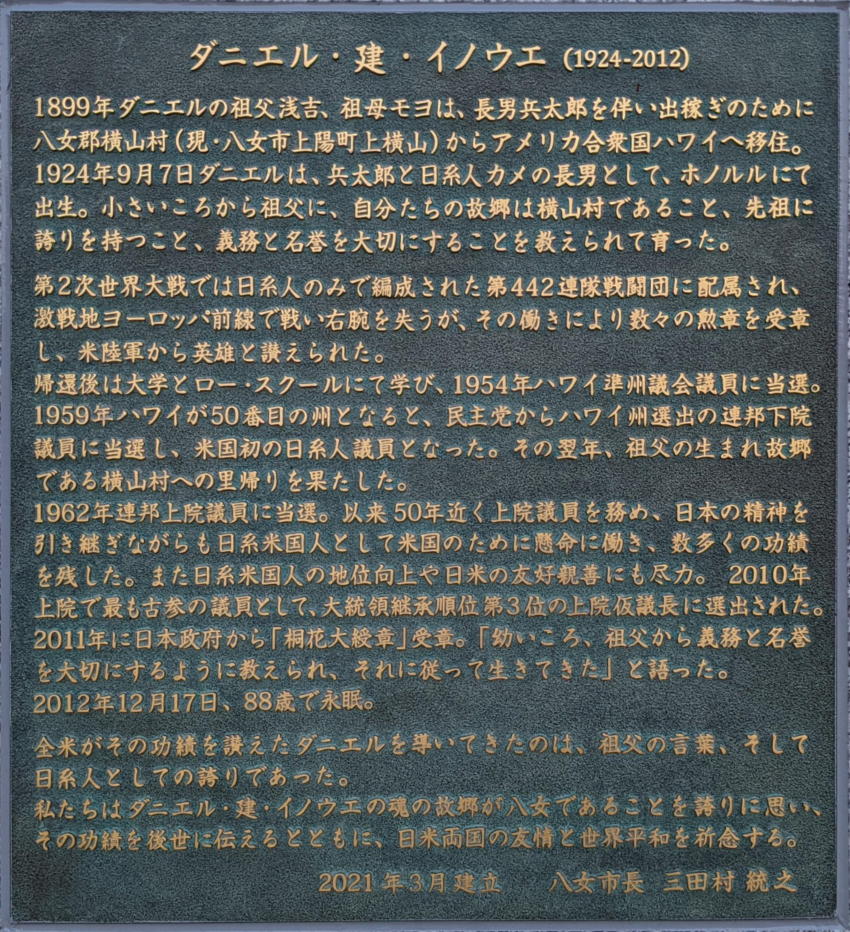 ダニエル・建・イノウエ (1924-2012)
1899年ダニエルの祖父浅吉、祖母モヨは、長男兵太郎を伴い出稼ぎのために
八女郡横山村(現・八女市上陽町上横山)からアメリカ合衆国ハワイへ移住。
1924年9月7日ダニエルは、兵太郎と日系人カメの長男として、ホノルルにて
出生。小さいころから祖父に、自分たちの故郷は横山村であること、先祖に
誇りを持つこと、義務と名誉を大切にすることを教えられて育った。
第2次世界大戦では日系人のみで編成された第442連隊戦闘団に配属され、
激戦地ヨーロッパ前線で戦い右腕を失うが、その働きにより数々の勲章を受章
し、米陸軍から英雄と讃えられた。
帰還後は大学とロー・スクールにて学び、1954年ハワイ準州議会議員に当選。
1959年ハワイが50番目の州となると、民主党からハワイ州選出の連邦下院
議員に当選し、米国初の日系人議員となった。その翌年、祖父の生まれ故郷
である横山村への里帰りを果たした。
1962年連邦上院議員に当選。以来50年近く上院議員を務め、日本の精神を
引き継ぎながらも日系米国人として米国のために懸命に働き、数多くの功績
を残した。また日系米国人の地位向上や日米の友好親善にも尽力。 2010年
上院で最も古参の議員として、大統領継承順位第3位の上院仮議長に選出された。
2011年に日本政府から「桐花大綬章」受章。「幼いころ、祖父から義務と名誉
を大切にするように教えられ、それに従って生きてきた」と語った。
2012年12月17日、88歳で永眠。
全米がその功績を讃えたダニエルを導いてきたのは、祖父の言葉、そして
日系人としての誇りであった。
私たちはダニエル・建・イノウエの魂の故郷が八女であることを誇りに思い、
その功績を後世に伝えるとともに、日米両国の友情と世界平和を祈念する。
2021年3月建立 八女市長 三田村 統之